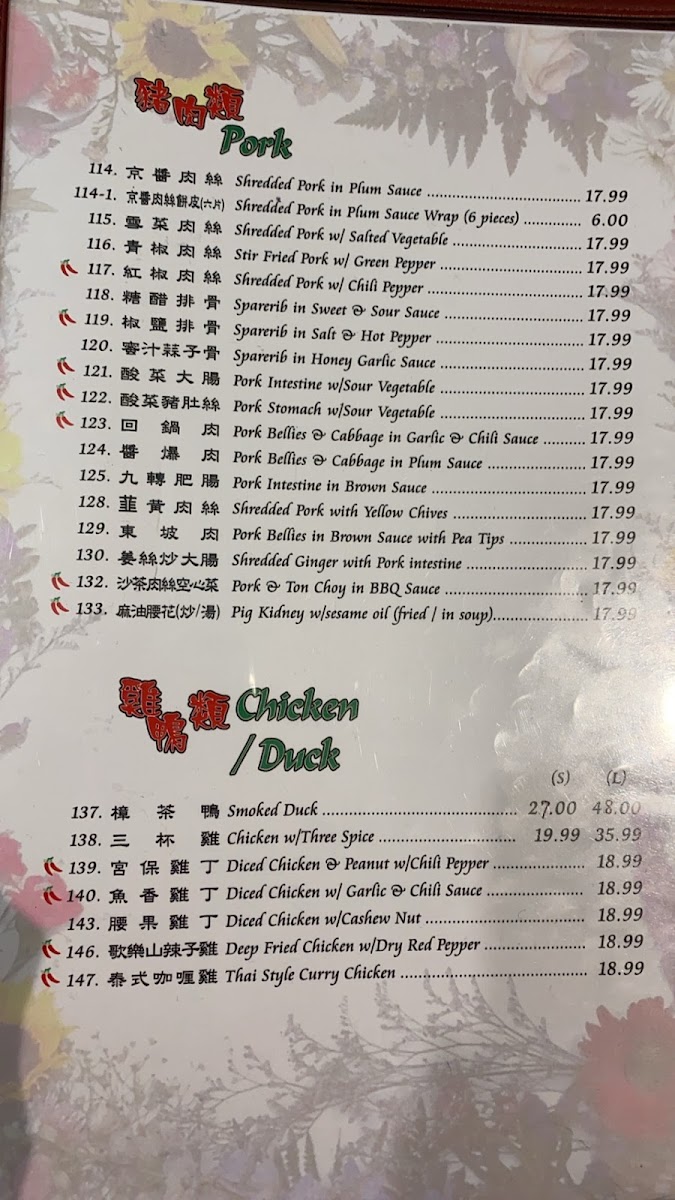 豬肉類
Pork
114. 京醬肉絲 Shredded Pork in Plum Sauce 17.99
114-1. 京醬肉絲餅皮(六片) Shredded Pork in Plum Sauce Wrap (6 pieces) 6.00
115. 雪菜肉絲 Shredded Pork w/ Salted Vegetable 17.99
116. 青椒肉絲 Stir Fried Pork w/ Green Pepper 17.99
117. 紅椒肉絲 Shredded Pork w/ Chili Pepper 17.99
118. 糖醋排骨 Sparerib in Sweet & Sour Sauce 17.99
119. 椒鹽排骨 Sparerib in Salt & Hot Pepper 17.99
120. 蜜汁蒜子骨 Sparerib in Honey Garlic Sauce 17.99
121. 酸菜大腸 Pork Intestine w/Sour Vegetable 17.99
122. 酸菜豬肚絲 Pork Stomach w/Sour Vegetable 17.99
123. 回鍋肉 Pork Bellies & Cabbage in Garlic & Chili Sauce 17.99
124. 醬爆肉 Pork Bellies & Cabbage in Plum Sauce 17.99
125. 九轉肥腸 Pork Intestine in Brown Sauce 17.99
128. 韮黃肉絲 Shredded Pork with Yellow Chives 17.99
129. 東坡肉 Pork Bellies in Brown Sauce with Pea Tips 17.99
130. 姜絲炒大腸 Shredded Ginger with Pork intestine 17.99
132. 沙茶肉絲空心菜 Pork & Ton Choy in BBQ Sauce 17.99
133. 麻油腰花(炒/湯) Pig Kidney w/sesame oil (fried / in soup) 17.99
雞鴨類 Chicken
/Duck
(S) (L)
137. 樟茶鴨 Smoked Duck 27.00 48.00
138. 三杯雞 Chicken w/Three Spice 19.99 35.99
139. 宮保雞丁 Diced Chicken & Peanut w/Chili Pepper 18.99
140. 魚香雞丁 Diced Chicken w/ Garlic & Chili Sauce 18.99
143. 腰果雞丁 Diced Chicken w/Cashew Nut 18.99
146. 歌樂山辣子雞 Deep Fried Chicken w/Dry Red Pepper 18.99
147. 泰式咖喱雞 Thai Style Curry Chicken 18.99